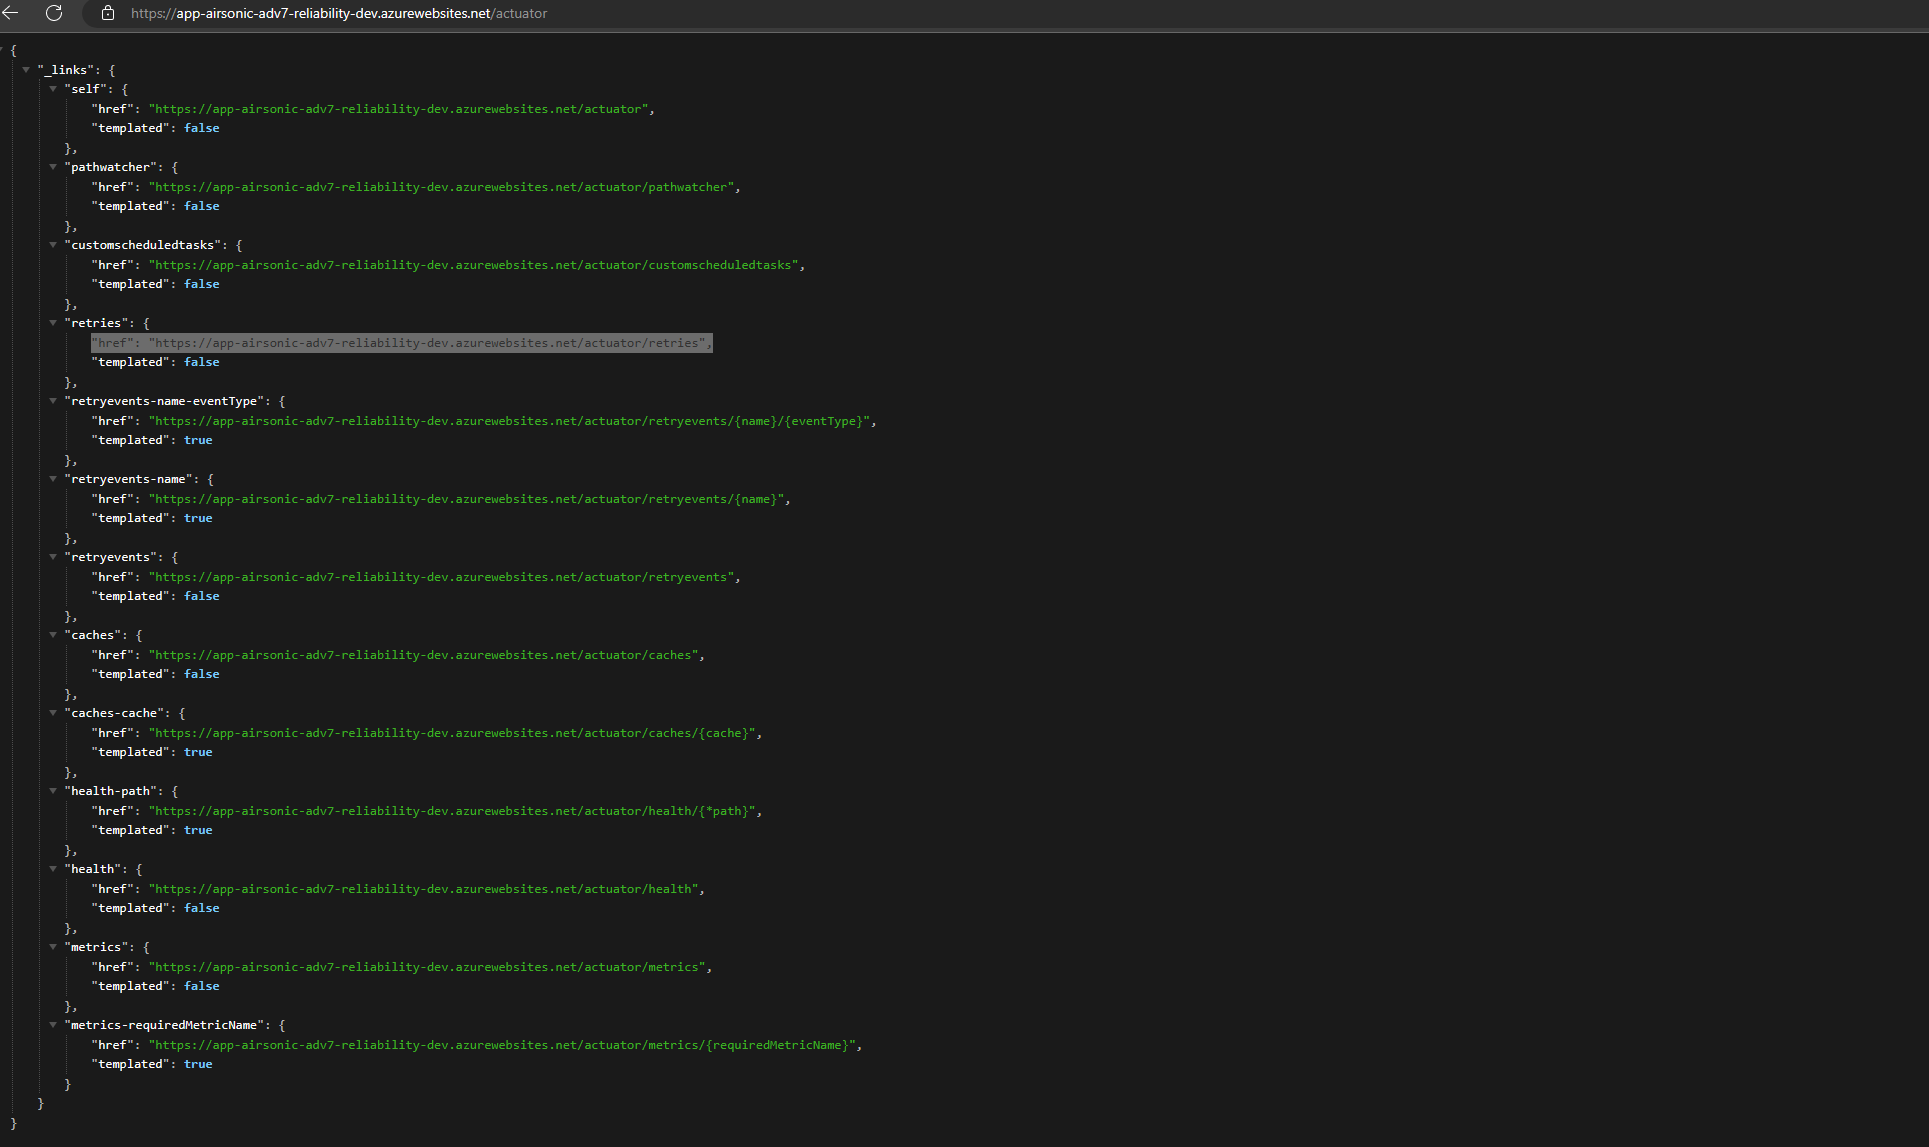 https://app-airsonic-adv7-reliability-dev.azurewebsites.net/actuator
{
"_links": {
"self": {
"href": "https://app-airsonic-adv7-reliability-dev.azurewebsites.net/actuator",
"templated": false
},
"pathwatcher": {
"href": "https://app-airsonic-adv7-reliability-dev.azurewebsites.net/actuator/pathwatcher",
"templated": false
},
"customscheduledtasks": {
"href": "https://app-airsonic-adv7-reliability-dev.azurewebsites.net/actuator/customscheduledtasks",
"templated": false
},
"retries": {
"href": "https://app-airsonic-adv7-reliability-dev.azurewebsites.net/actuator/retries",
"templated": false
},
"retryevents-name-eventType": {
"href": "https://app-airsonic-adv7-reliability-dev.azurewebsites.net/actuator/retryevents/{name}/{eventType}",
"templated": true
},
"retryevents-name": {
"href": "https://app-airsonic-adv7-reliability-dev.azurewebsites.net/actuator/retryevents/{name}",
"templated": true
},
"retryevents": {
"href": "https://app-airsonic-adv7-reliability-dev.azurewebsites.net/actuator/retryevents",
"templated": false
},
"caches": {
"href": "https://app-airsonic-adv7-reliability-dev.azurewebsites.net/actuator/caches",
"templated": false
},
"caches-cache": {
"href": "https://app-airsonic-adv7-reliability-dev.azurewebsites.net/actuator/caches/{cache}",
"templated": true
},
"health-path": {
"href": "https://app-airsonic-adv7-reliability-dev.azurewebsites.net/actuator/health/{*path}",
"templated": true
},
"health": {
"href": "https://app-airsonic-adv7-reliability-dev.azurewebsites.net/actuator/health",
"templated": false
},
"metrics": {
"href": "https://app-airsonic-adv7-reliability-dev.azurewebsites.net/actuator/metrics",
"templated": false
},
"metrics-requiredMetricName": {
"href": "https://app-airsonic-adv7-reliability-dev.azurewebsites.net/actuator/metrics/{requiredMetricName}",
"templated": true
}
}
}